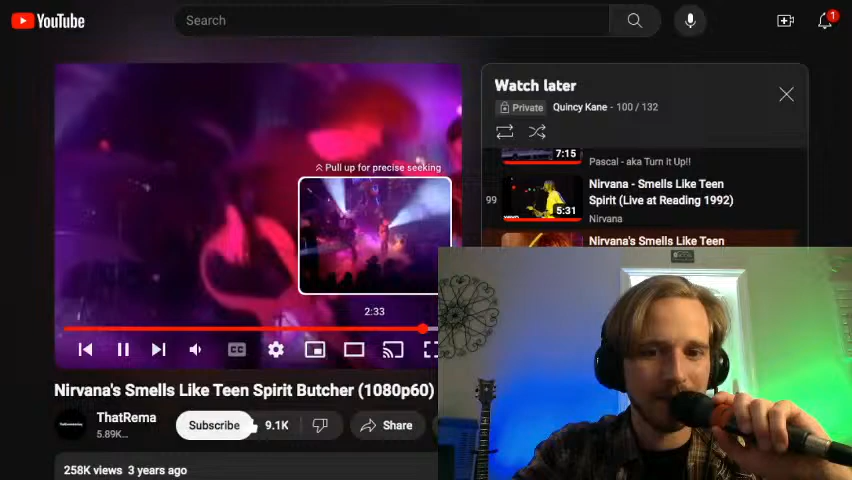 YouTube
Search
1
Watch later
Private Quincy Kane - 100 / 132
7:15
Pascal - aka Turn it Up!!
99
5:31
Nirvana - Smells Like Teen
Spirit (Live at Reading 1992)
Nirvana
Nirvana's Smells Like Teen
Pull up for precise seeking
2:33
CC
Nirvana's Smells Like Teen Spirit Butcher (1080p60)
ThatRema
5.89K...
Subscribe
9.1K
Share
258K views 3 years ago